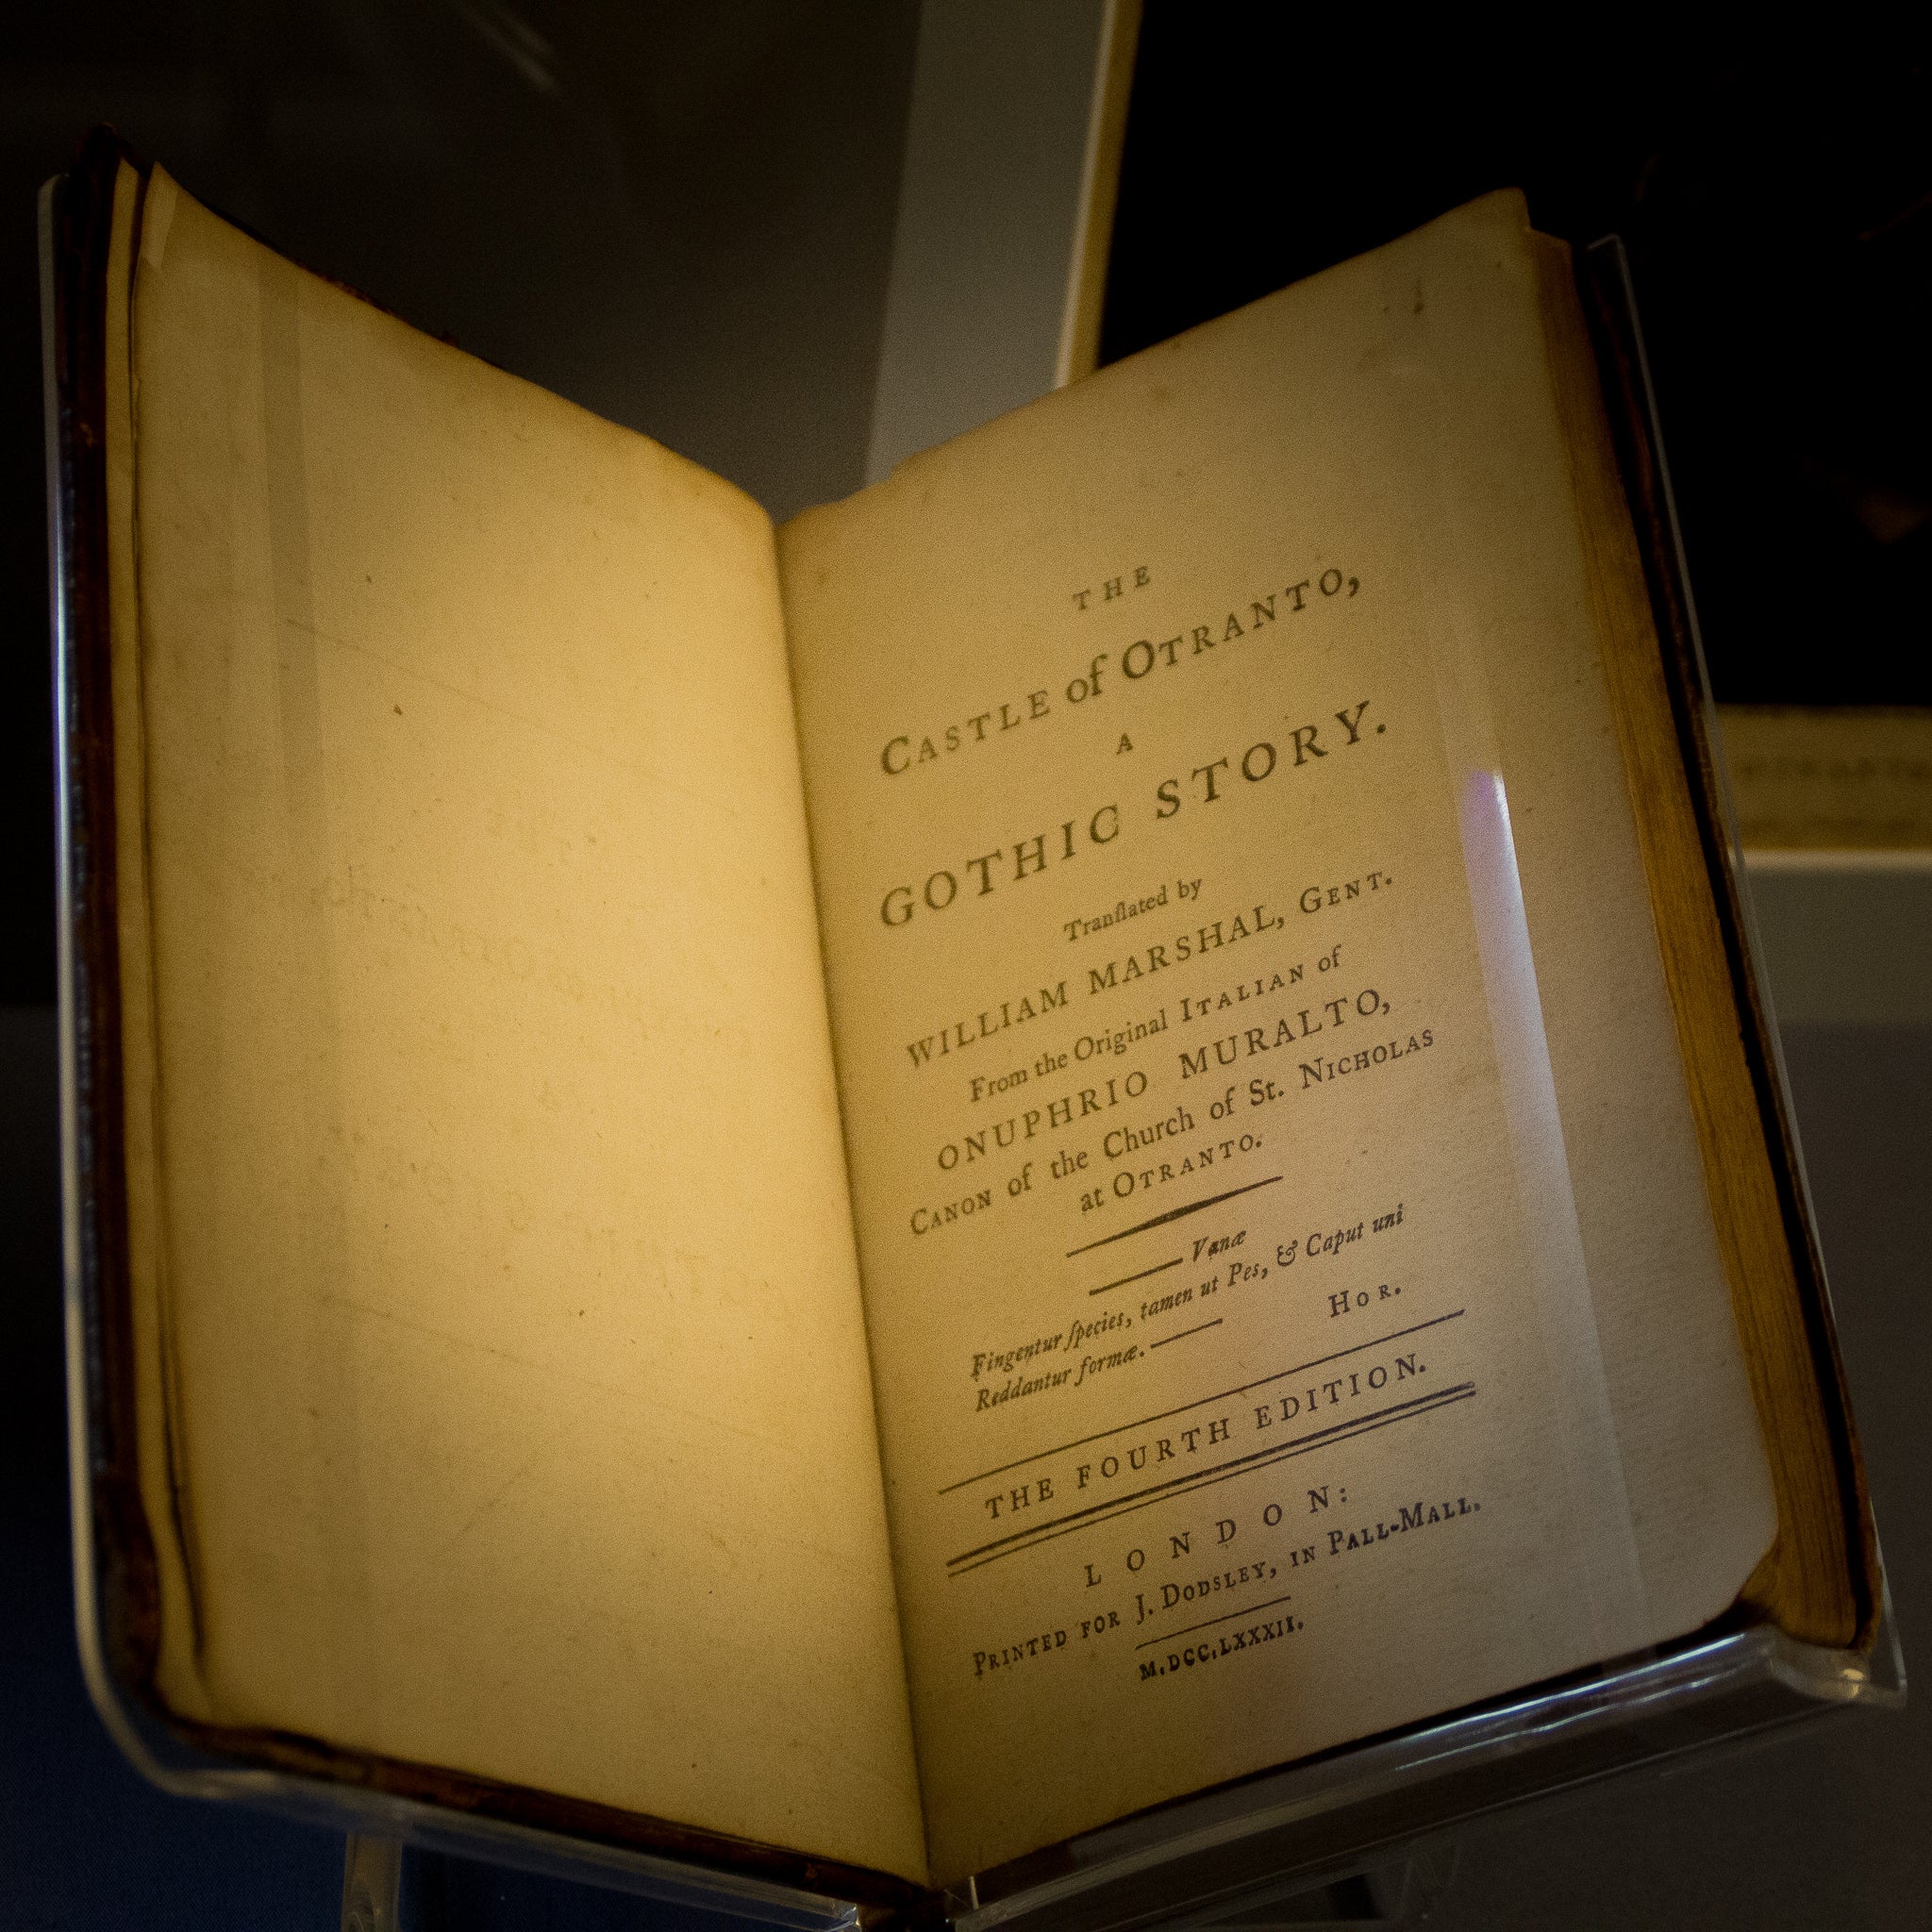 THE
CASTLE of OTRANTO,
A
GOTHIC STORY.
Tranſlated by
WILLIAM MARSHAL, GENT.
From the Original ITALIAN of
ONUPHRIO MURALTO,
CANON of the Church of St. NICHOLAS
at OTRANTO.
Vanæ
Fingentur ſpecies, tamen ut Pes, & Caput uni
Reddantur formæ.
HOR.
THE FOURTH EDITION.
LONDON:
PRINTED FOR J. DODSLEY, IN PALL-MALL.
M.DCC.LXXXII.